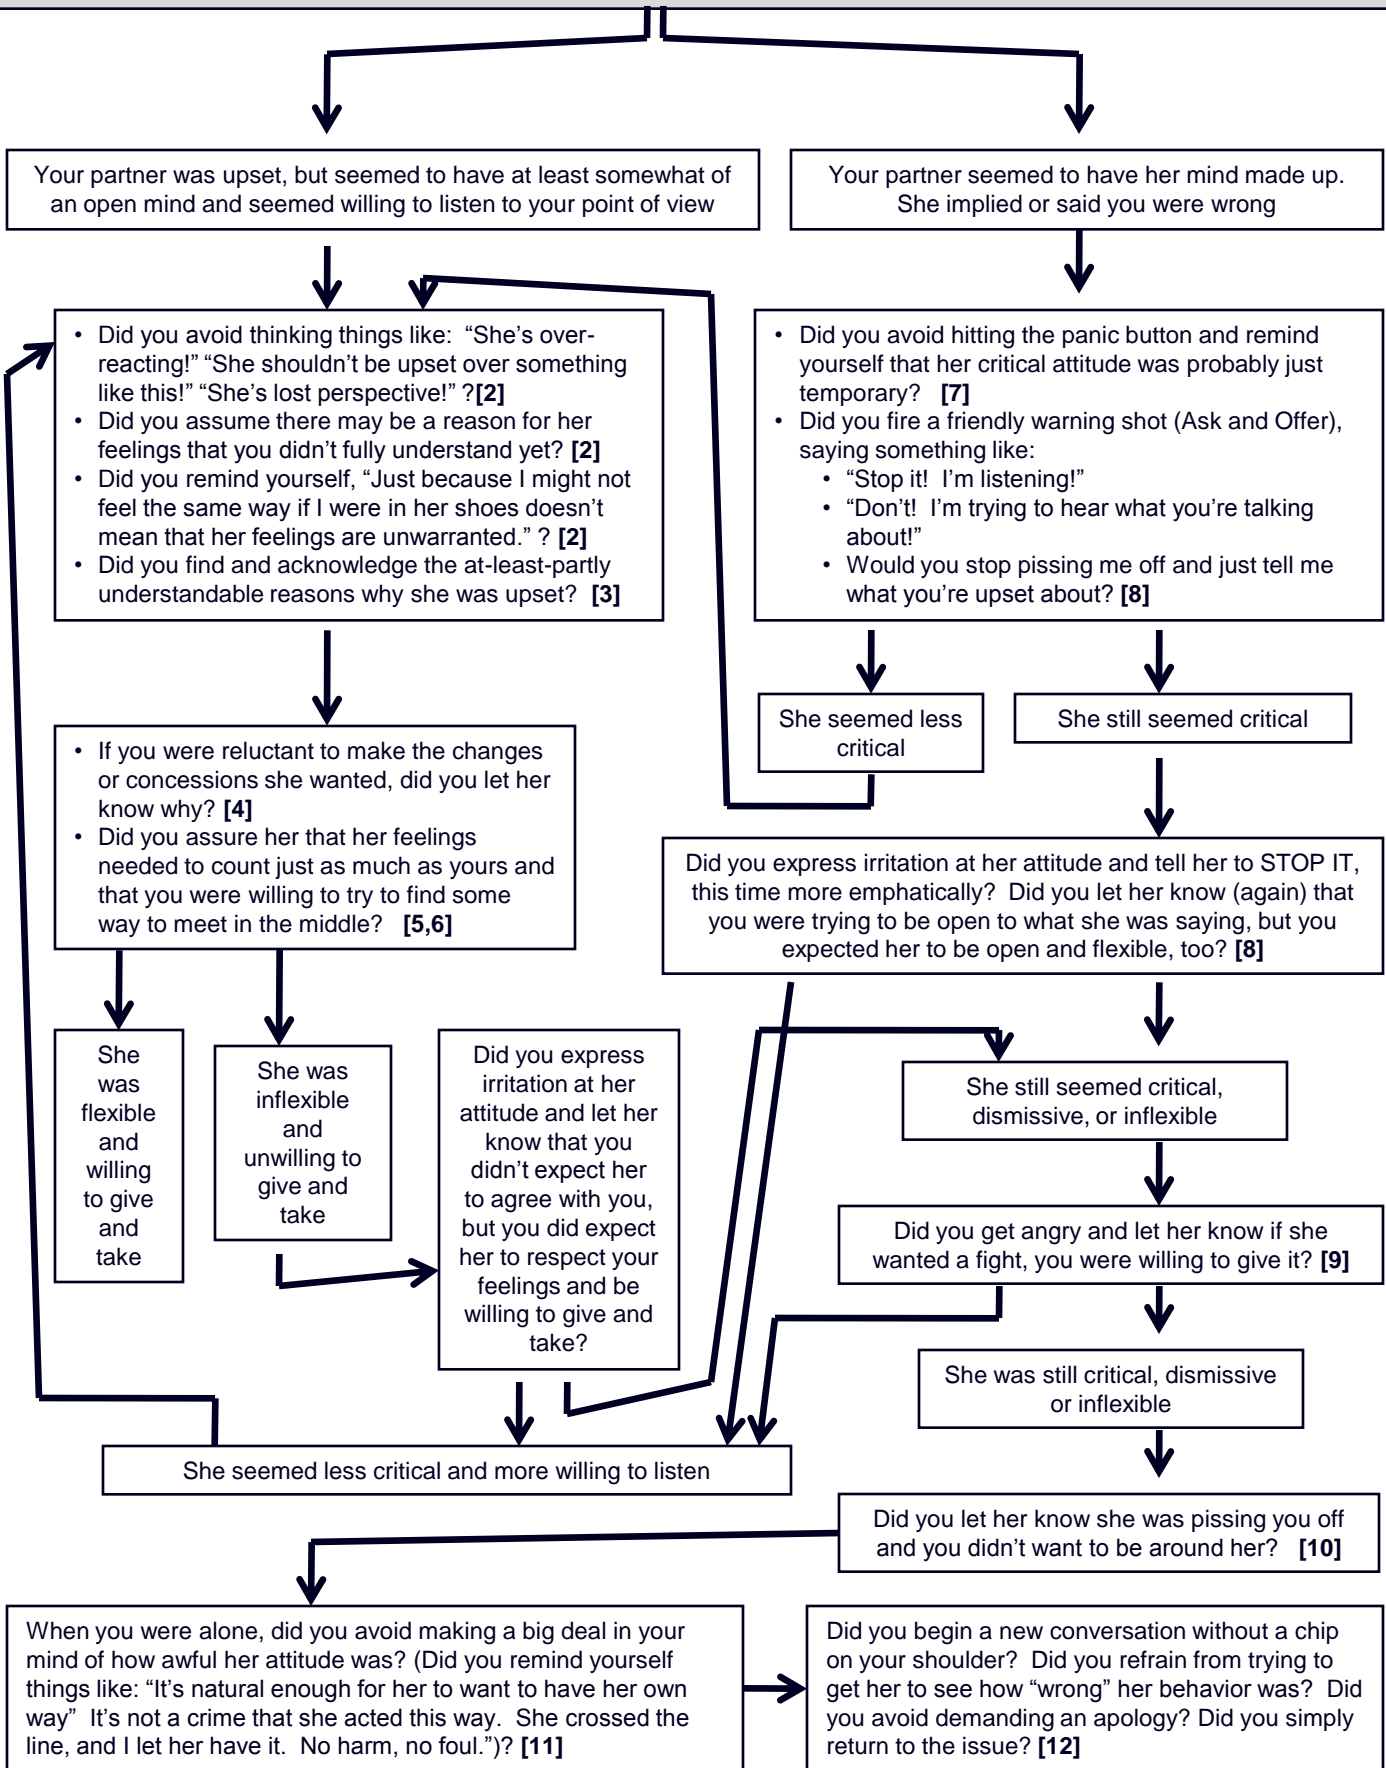 Your partner was upset, but seemed to have at least somewhat of
an open mind and seemed willing to listen to your point of view
Your partner seemed to have her mind made up.
She implied or said you were wrong
• Did you avoid thinking things like:  “She’s over-
reacting!” “She shouldn’t be upset over something
like this!” “She’s lost perspective!” ?[2]
• Did you assume there may be a reason for her
feelings that you didn’t fully understand yet? [2]
• Did you remind yourself, “Just because I might not
feel the same way if I were in her shoes doesn’t
mean that her feelings are unwarranted.” ? [2]
• Did you find and acknowledge the at-least-partly
understandable reasons why she was upset?  [3]
• Did you avoid hitting the panic button and remind
yourself that her critical attitude was probably just
temporary?   [7]
• Did you fire a friendly warning shot (Ask and Offer),
saying something like:
• “Stop it!  I’m listening!”
• “Don’t!  I’m trying to hear what you’re talking
about!”
• Would you stop pissing me off and just tell me
what you’re upset about? [8]
She seemed less
critical
She still seemed critical
• If you were reluctant to make the changes
or concessions she wanted, did you let her
know why? [4]
• Did you assure her that her feelings
needed to count just as much as yours and
that you were willing to try to find some
way to meet in the middle?   [5,6]
Did you express irritation at her attitude and tell her to STOP IT,
this time more emphatically?  Did you let her know (again) that
you were trying to be open to what she was saying, but you
expected her to be open and flexible, too? [8]
She
was
flexible
and
willing
to give
and
take
She was
inflexible
and
unwilling to
give and
take
Did you express
irritation at her
attitude and let her
know that you
didn’t expect her
to agree with you,
but you did expect
her to respect your
feelings and be
willing to give and
take?
She still seemed critical,
dismissive, or inflexible
Did you get angry and let her know if she
wanted a fight, you were willing to give it? [9]
She was still critical, dismissive
or inflexible
She seemed less critical and more willing to listen
Did you let her know she was pissing you off
and you didn’t want to be around her?   [10]
When you were alone, did you avoid making a big deal in your
mind of how awful her attitude was? (Did you remind yourself
things like: “It’s natural enough for her to want to have her own
way”  It’s not a crime that she acted this way.  She crossed the
line, and I let her have it.  No harm, no foul.”)? [11]
Did you begin a new conversation without a chip
on your shoulder?  Did you refrain from trying to
get her to see how “wrong” her behavior was?  Did
you avoid demanding an apology? Did you simply
return to the issue? [12]